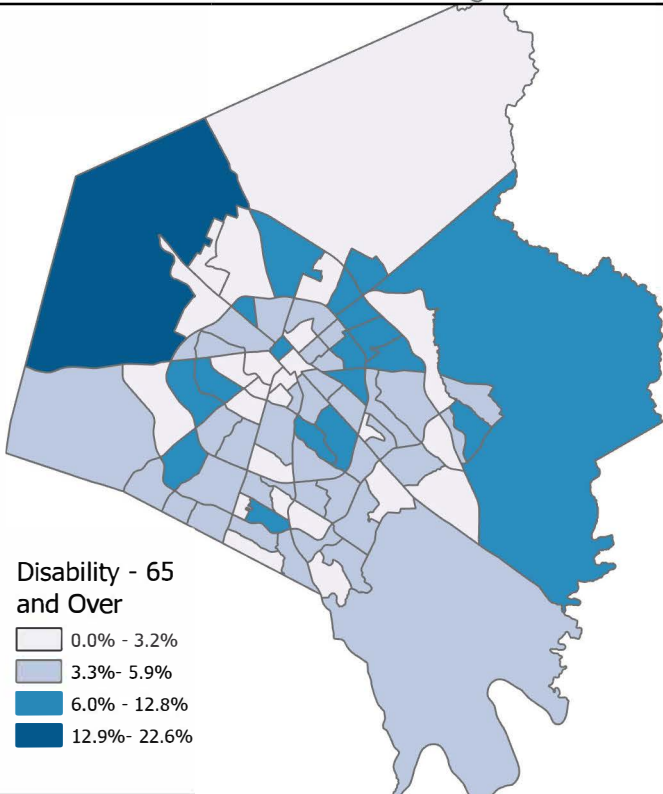 Disability - 65
and Over
0.0% - 3.2%
3.3%- 5.9%
6.0% - 12.8%
12.9%- 22.6%